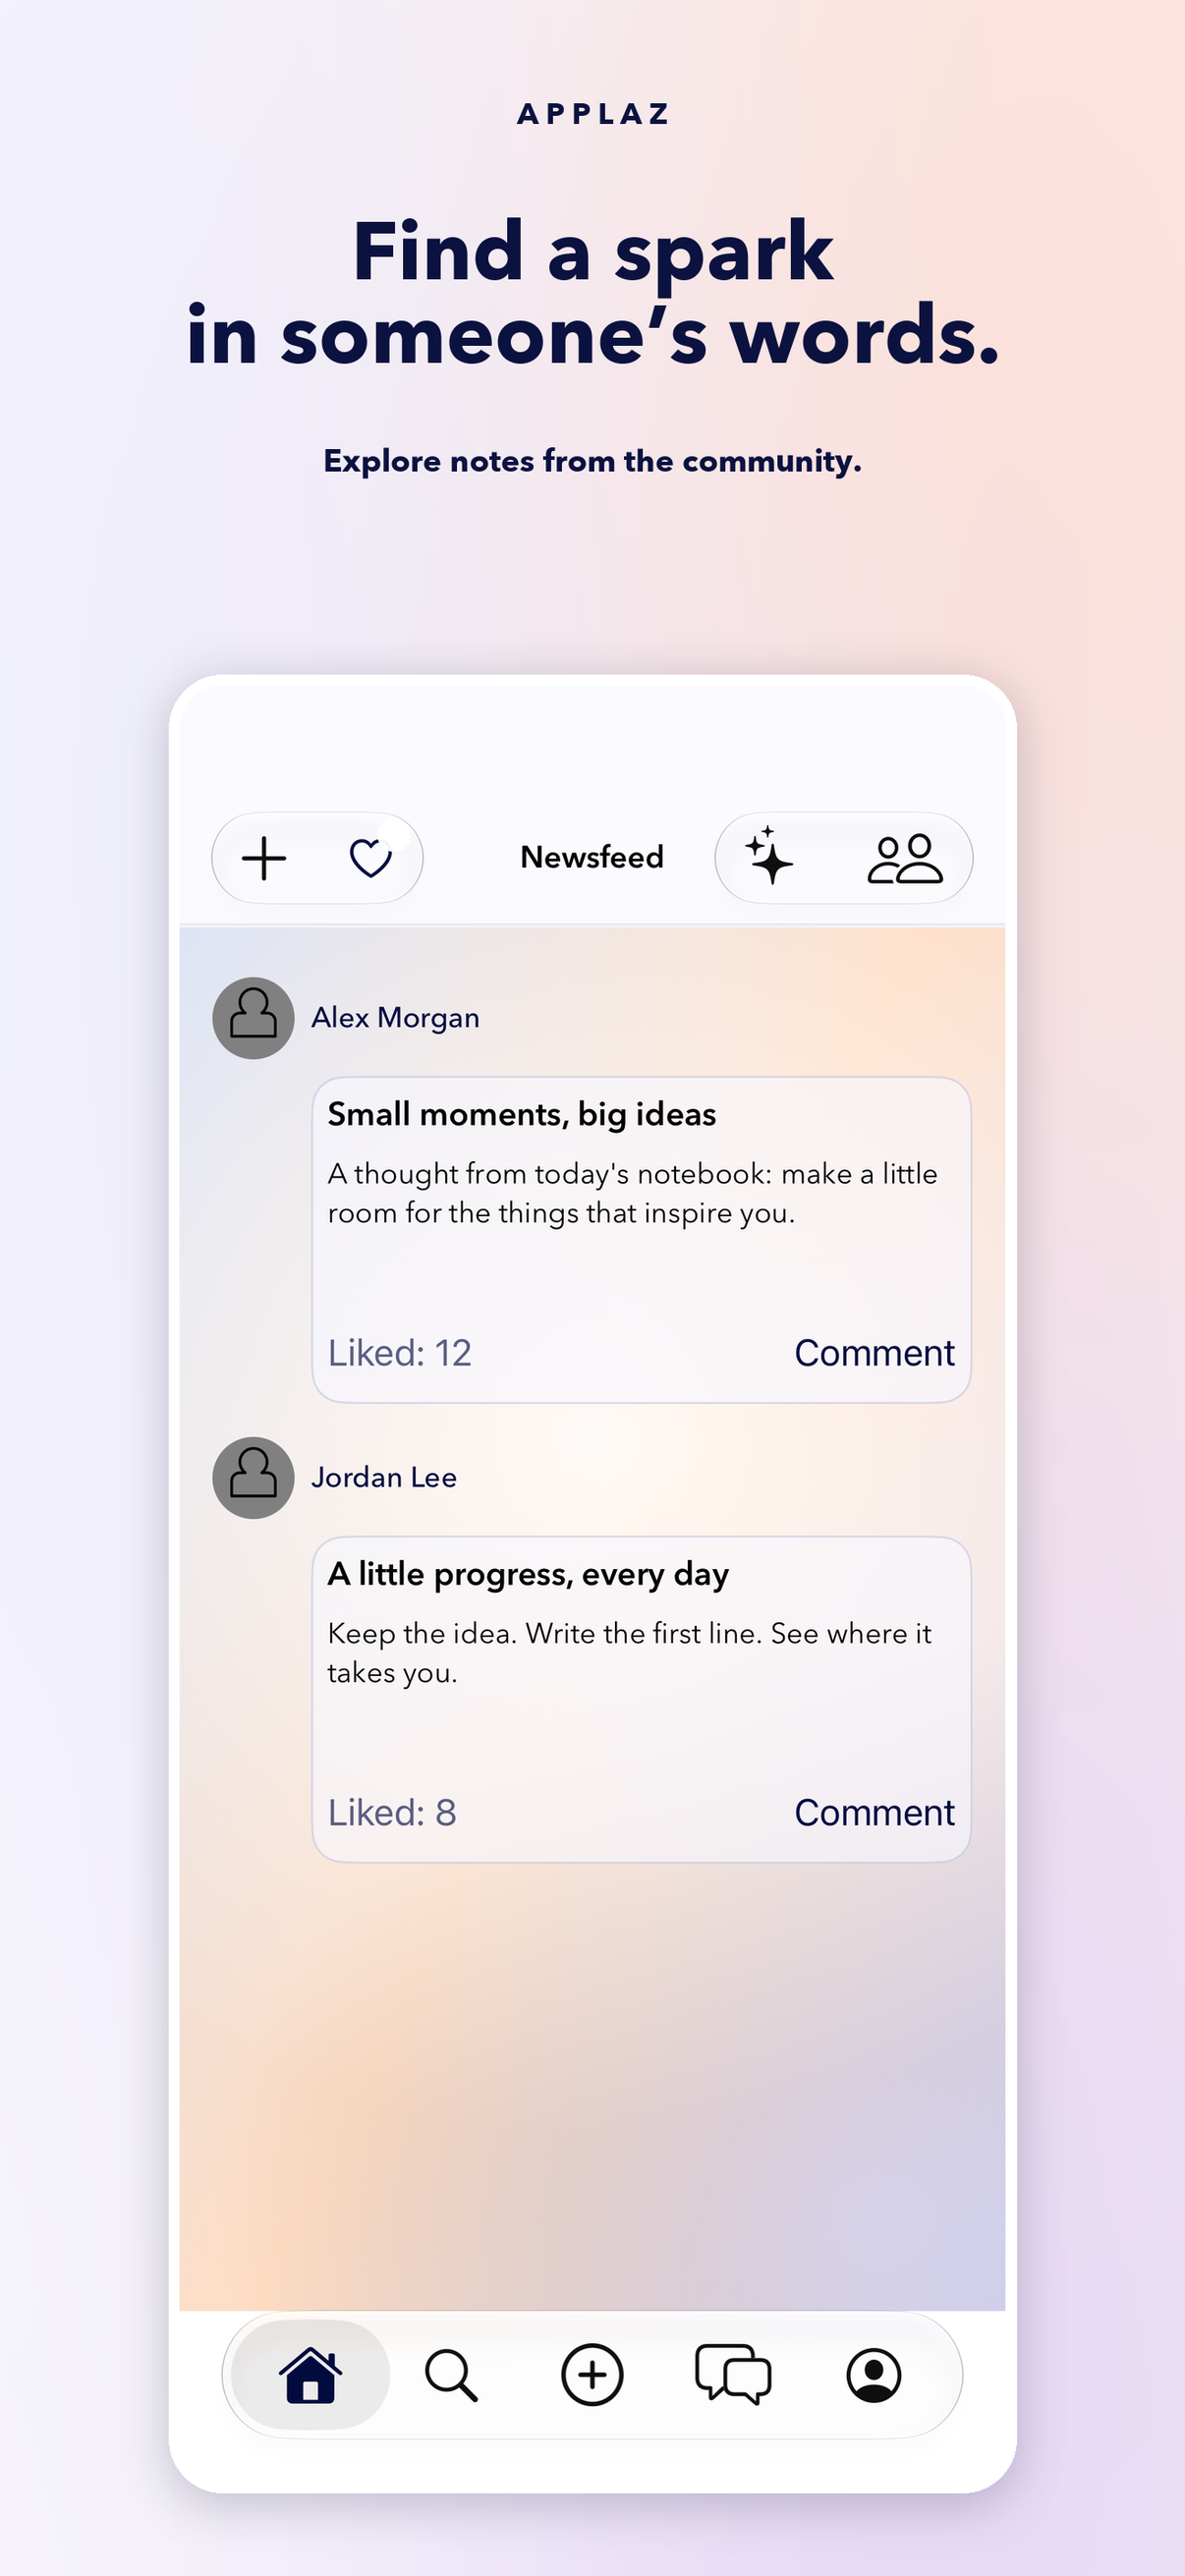 APPLAZ
Find a spark
in someone’s words.
Explore notes from the community.
Newsfeed
Alex Morgan
Small moments, big ideas
A thought from today's notebook: make a little
room for the things that inspire you.
Liked: 12 Comment
Jordan Lee
A little progress, every day
Keep the idea. Write the first line. See where it
takes you.
Liked: 8 Comment